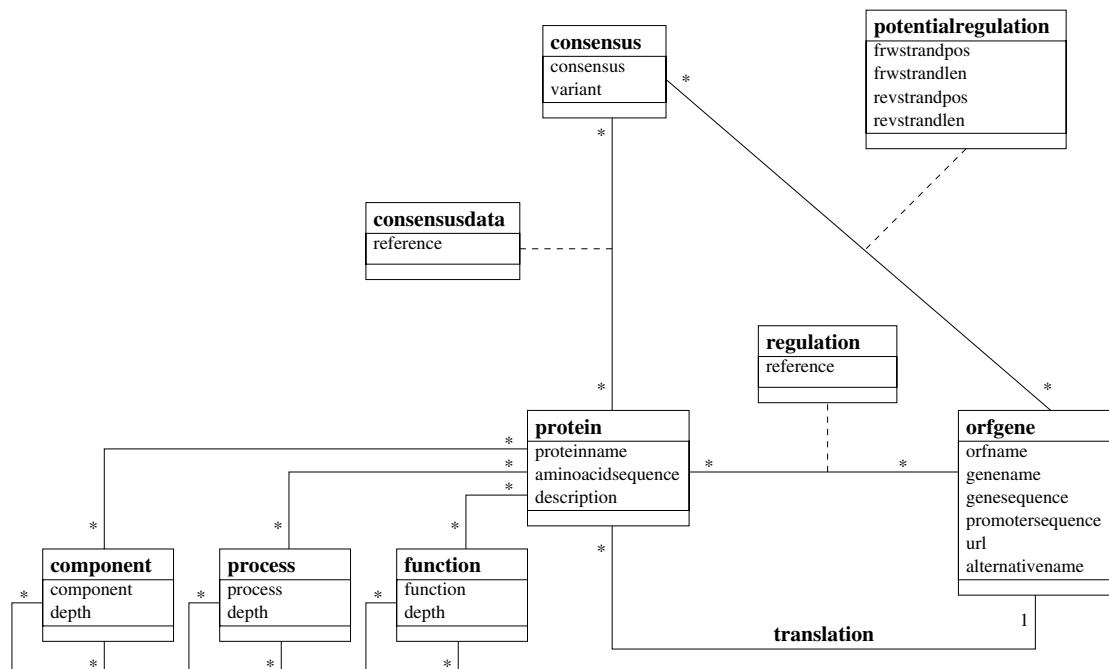 consensus
consensus
variant
*
*
potentialregulation
frwstrandpos
frwstrandlen
revstrandpos
revstrandlen
consensusdata
reference
regulation
reference
*
*
protein
proteinname
aminoacidsequence
description
*
*
*
*
*
*
orfgene
orfname
genename
genesequence
promotersequence
url
alternativename
*
*
*
component
component
depth
*
*
process
process
depth
*
*
function
function
depth
*
*
translation
1